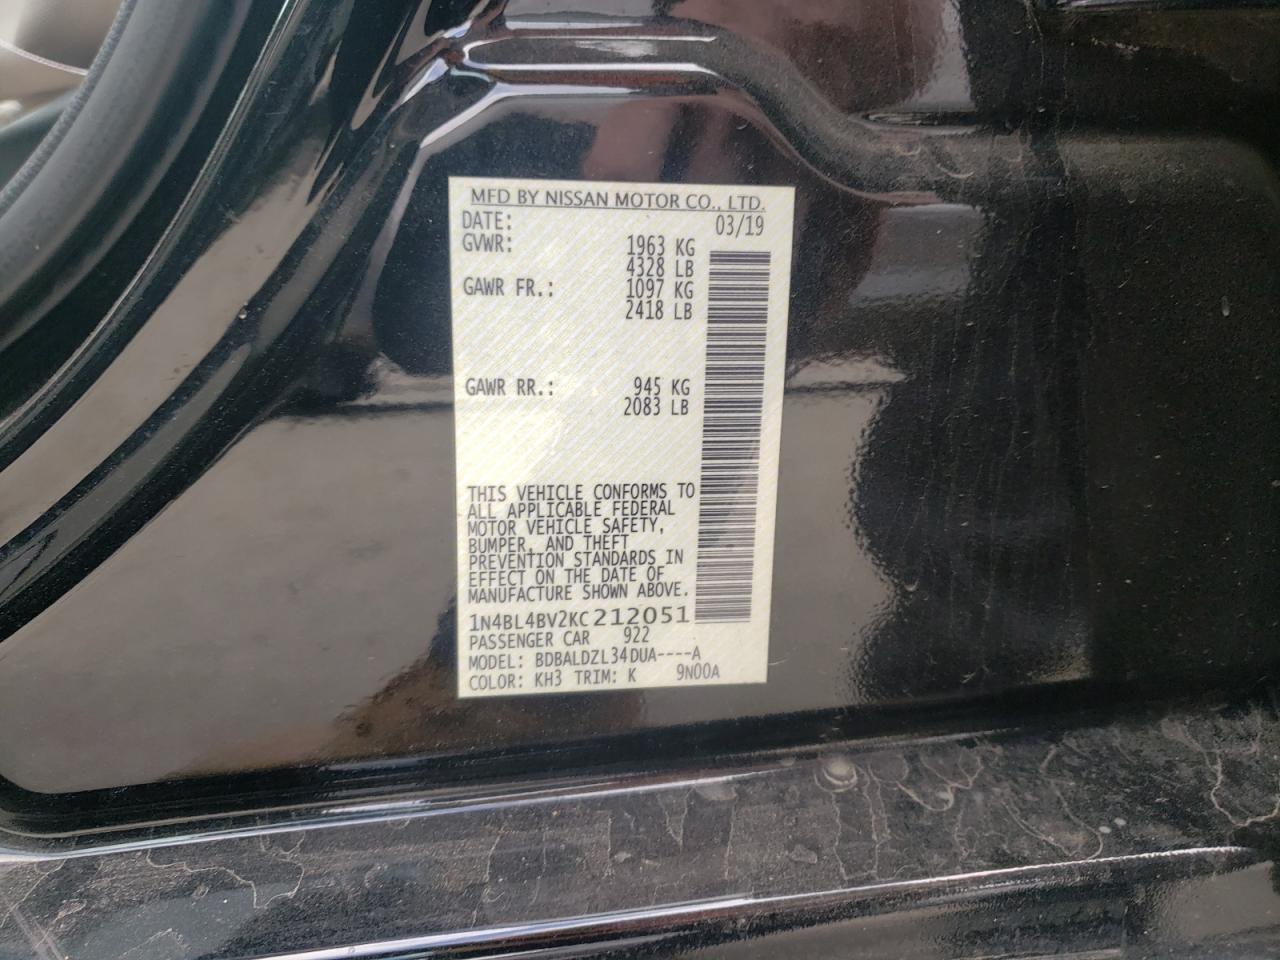 MFD BY NISSAN MOTOR CO., LTD.
DATE: 03/19
GVWR: 1963 KG
4328 LB
GAWR FR.: 1097 KG
2418 LB
GAWR RR.: 945 KG
2083 LB
THIS VEHICLE CONFORMS TO
ALL APPLICABLE FEDERAL
MOTOR VEHICLE SAFETY,
BUMPER, AND THEFT
PREVENTION STANDARDS IN
EFFECT ON THE DATE OF
MANUFACTURE SHOWN ABOVE.
1N4BL4BV2KC212051
PASSENGER CAR 922
MODEL: BDBALDZL34DUA----A
COLOR: KH3 TRIM: K 9N00A